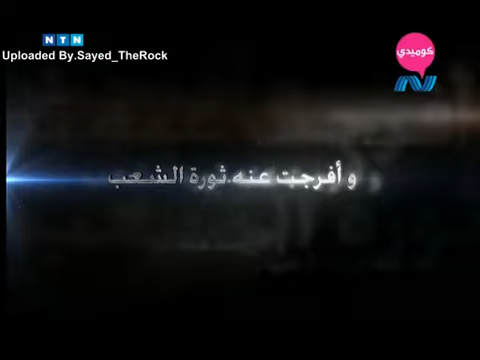 NTN
Uploaded By.Sayed_TheRock
كوميدي
و أفرجت عنه.ثورة الشعب